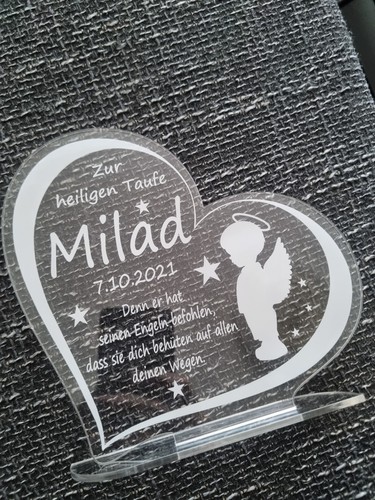 Zur
heiligen Taufe
Milad
7.10.2021
Denn er hat
seinen Engeln befohlen,
dass sie dich behüten auf allen
deinen Wegen.